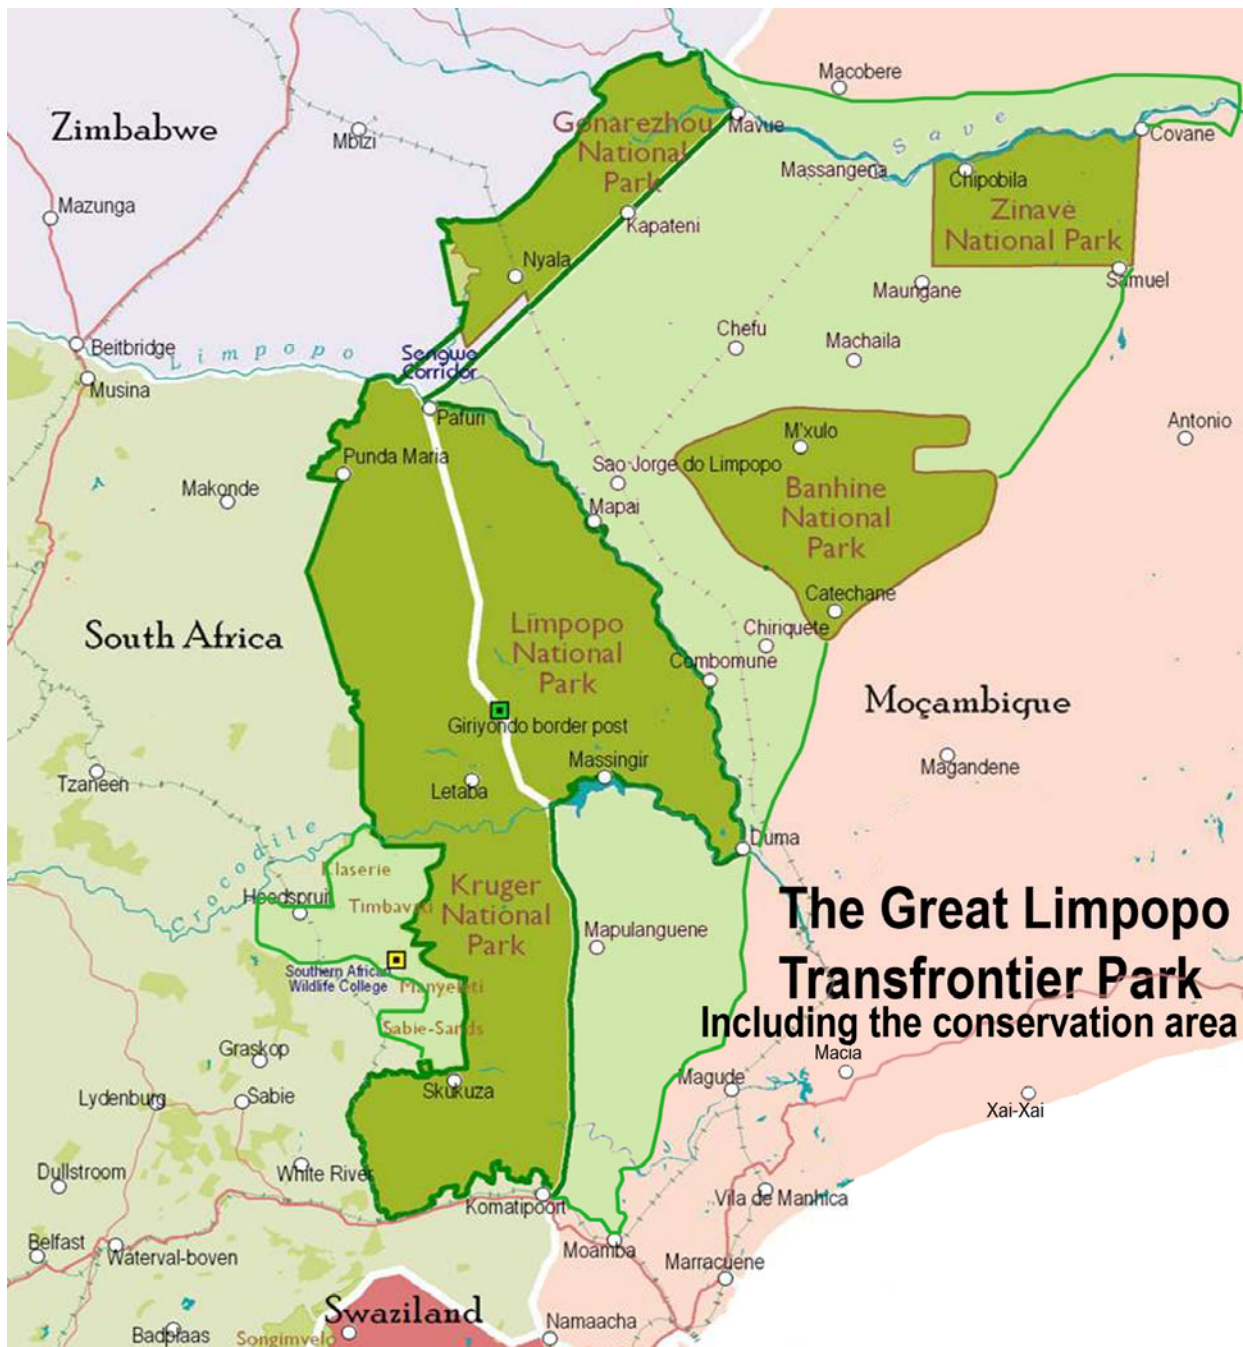 Macobere
Zimbabwe
Mbizi
Gonarezhou
National
Park
Mavue
Save
Covane
Massangena
Chipobila
Mazunga
Kapateni
Zinave
National Park
Nyala
Maungane
Samuel
Chefu
Machaila
Beitbridge
Limpopo
Sengwe
Corridor
Musina
Pafuri
Antonio
M'xulo
Punda Maria
Sao Jorge do Limpopo
Makonde
Banhine
National
Park
Mapai
Catechane
South Africa
Limpopo
National
Park
Chiriquete
Combomune
Moçambique
Giriyondo border post
Massingir
Magandene
Tzaneen
Letaba
Crocodile
Duma
Klaserie
Hoedspruit
Timbavati
Kruger
National
Park
The Great Limpopo
Transfrontier Park
Including the conservation area
Mapulanguene
Southern African
Wildlife College
Manyeleti
Sabie-Sands
Graskop
Macia
Skukuza
Magude
Lydenburg
Sabie
Xai-Xai
Dullstroom
White River
Komatipoort
Vila de Manhica
Belfast
Waterval-boven
Moamba
Marracuene
Swaziland
Badplaas
Songimvelo
Namaacha